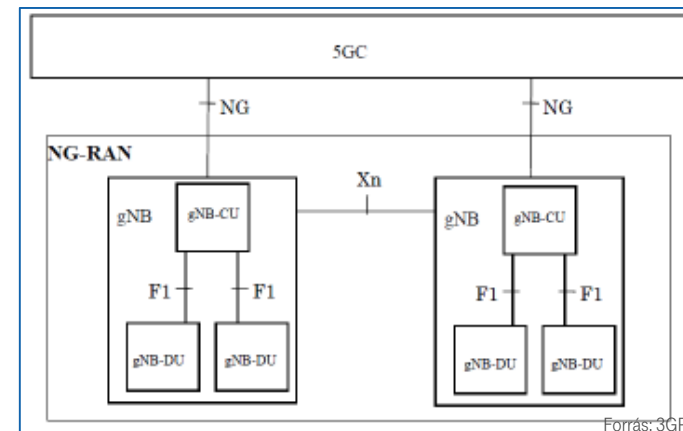 5GC
NG NG
NG-RAN
Xn
gNB gNB-CU gNB gNB-CU
F1 F1 F1 F1
gNB-DU gNB-DU gNB-DU gNB-DU
Forrás: 3GP